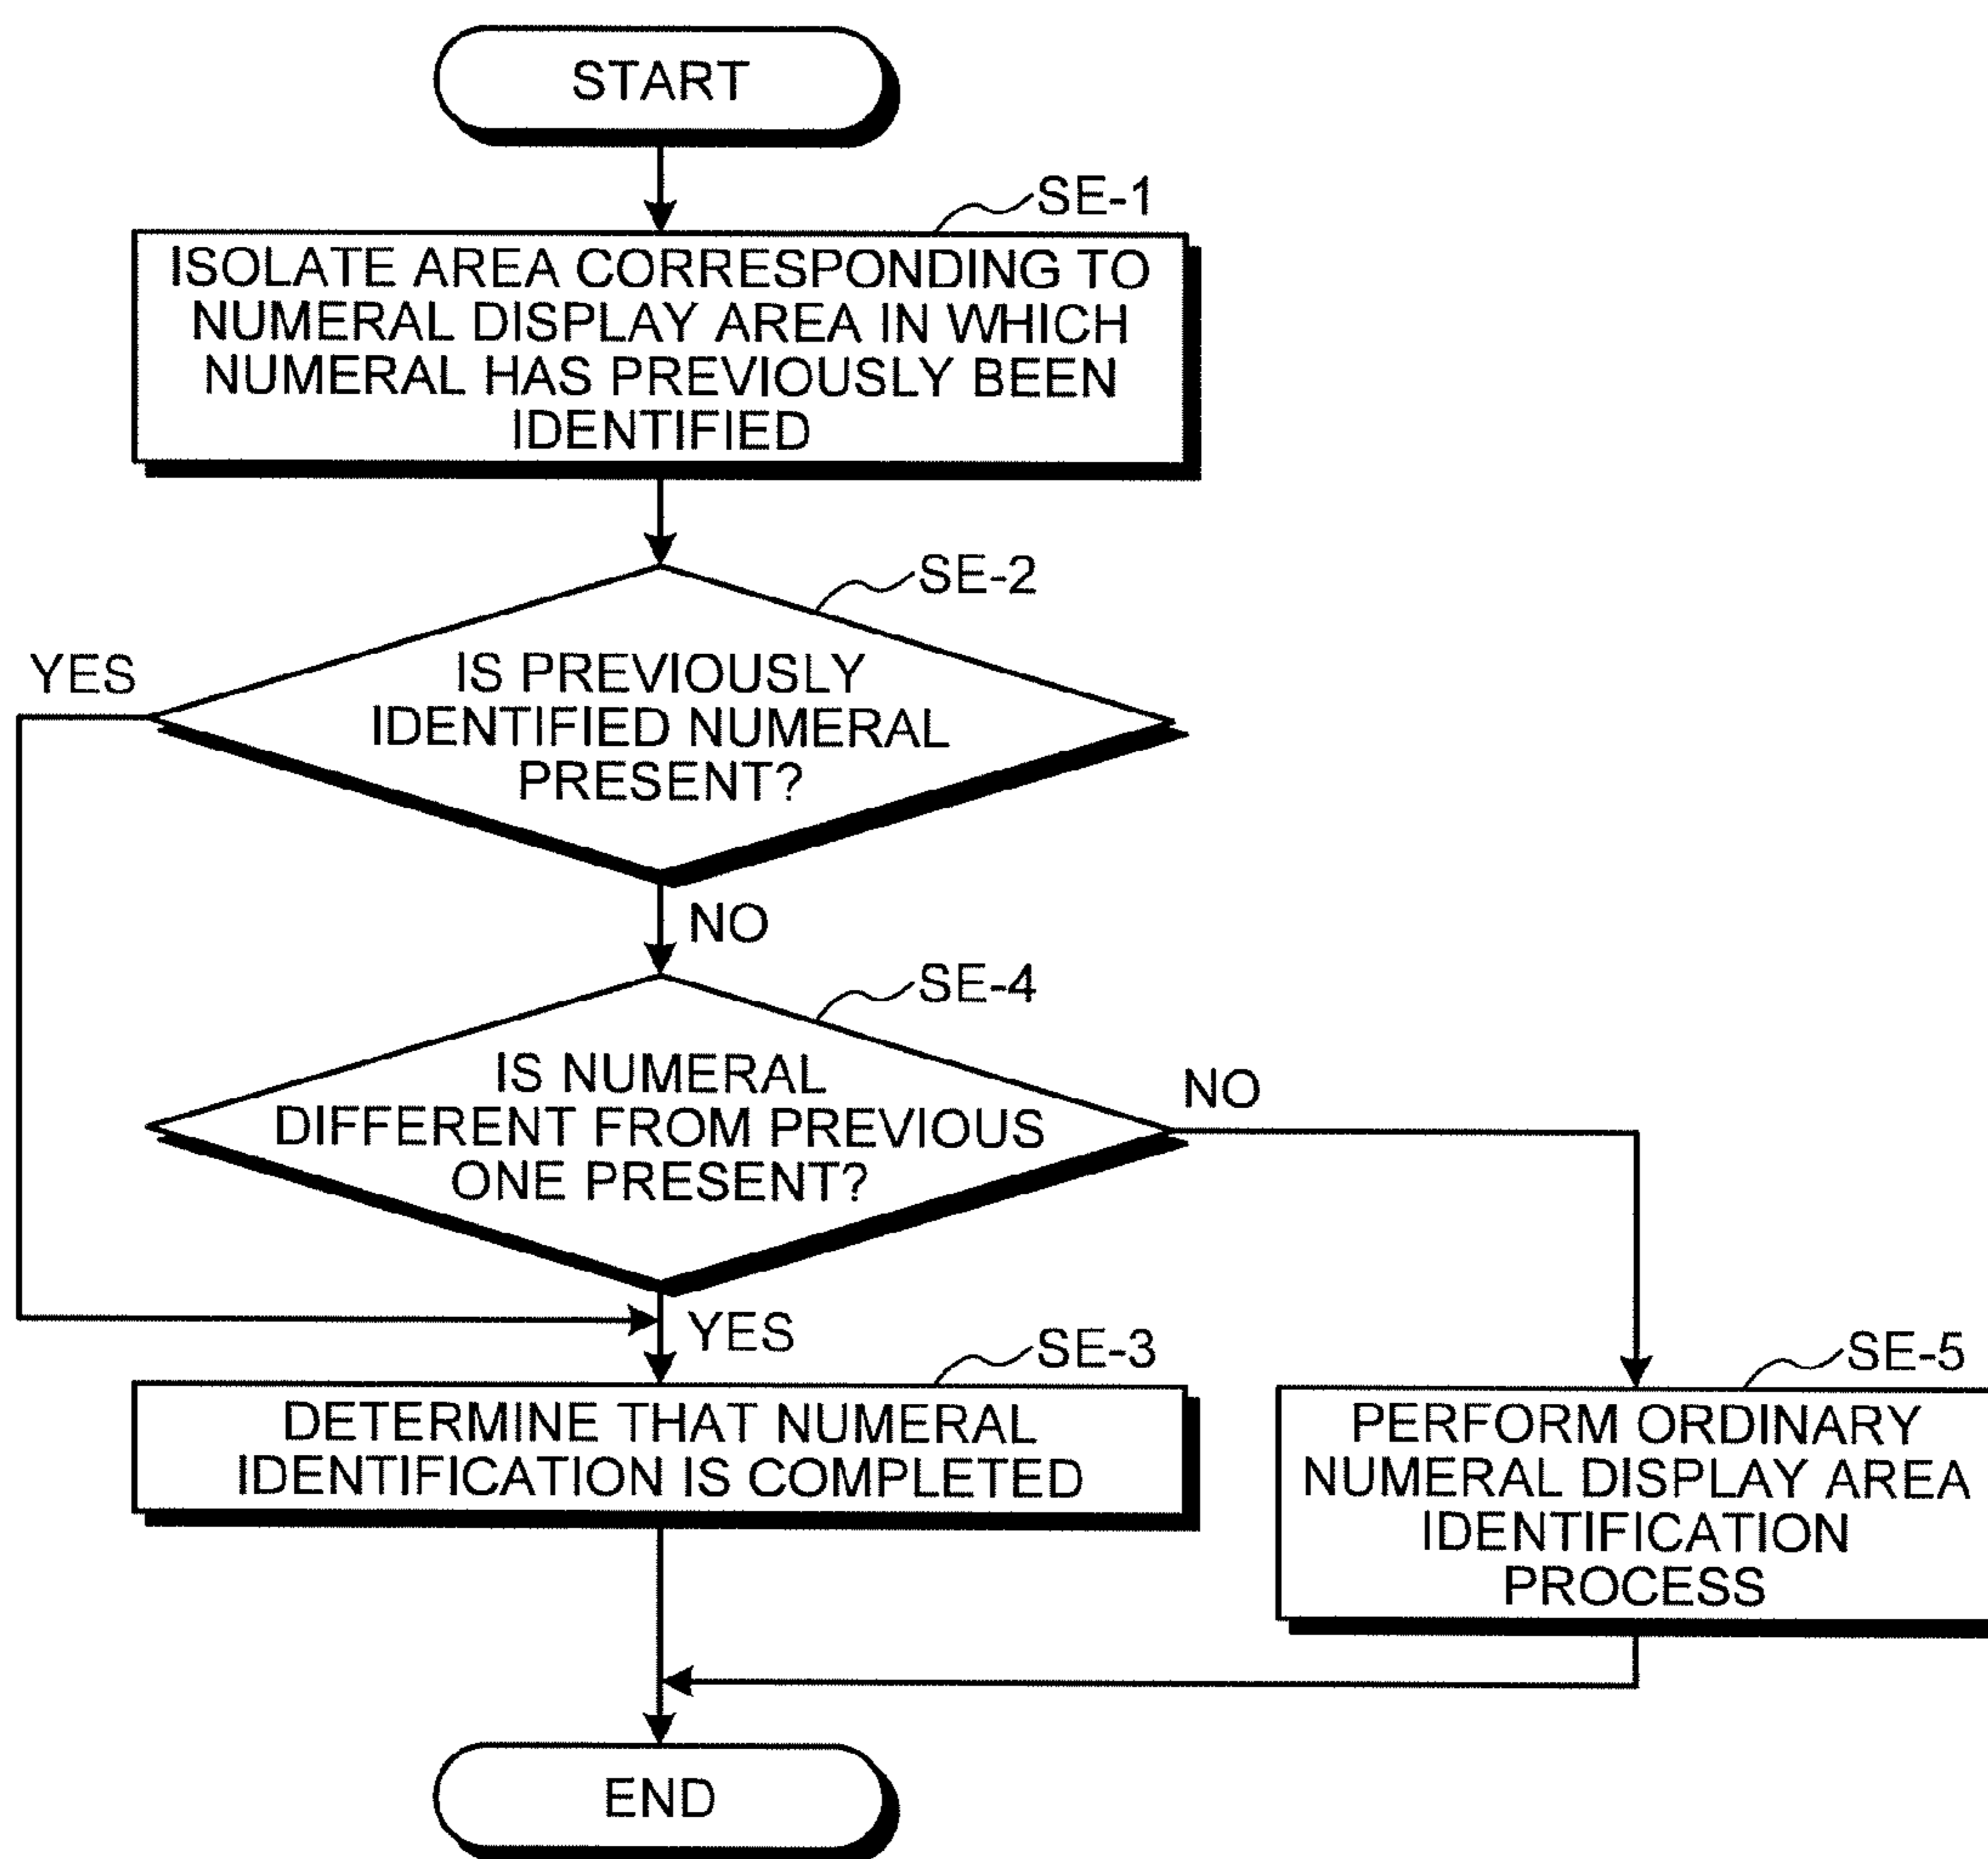 START
SE-1
ISOLATE AREA CORRESPONDING TO
NUMERAL DISPLAY AREA IN WHICH
NUMERAL HAS PREVIOUSLY BEEN
IDENTIFIED
SE-2
YES
IS PREVIOUSLY
IDENTIFIED NUMERAL
PRESENT?
NO
SE-4
IS NUMERAL
DIFFERENT FROM PREVIOUS
ONE PRESENT?
NO
YES
SE-3
DETERMINE THAT NUMERAL
IDENTIFICATION IS COMPLETED
SE-5
PERFORM ORDINARY
NUMERAL DISPLAY AREA
IDENTIFICATION
PROCESS
END